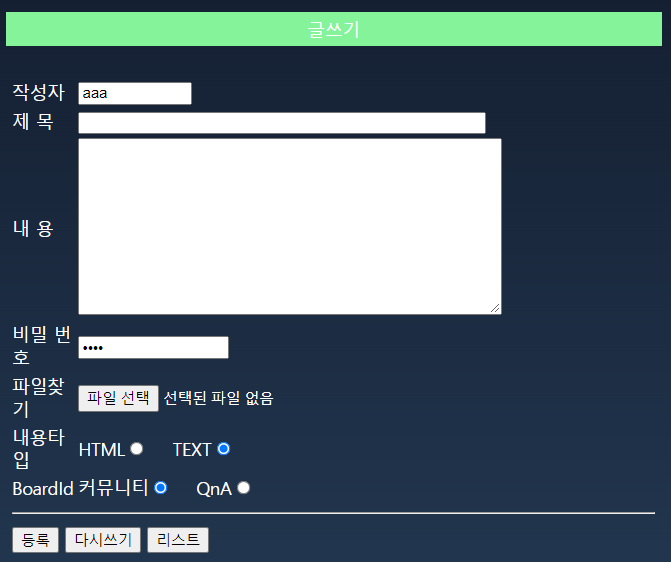 글쓰기
작성자 aaa
제 목
내 용
비밀 번
호 ••••
파일찾
기 파일 선택 선택된 파일 없음
내용타
입 HTML TEXT
BoardId 커뮤니티 QnA
등록 다시쓰기 리스트